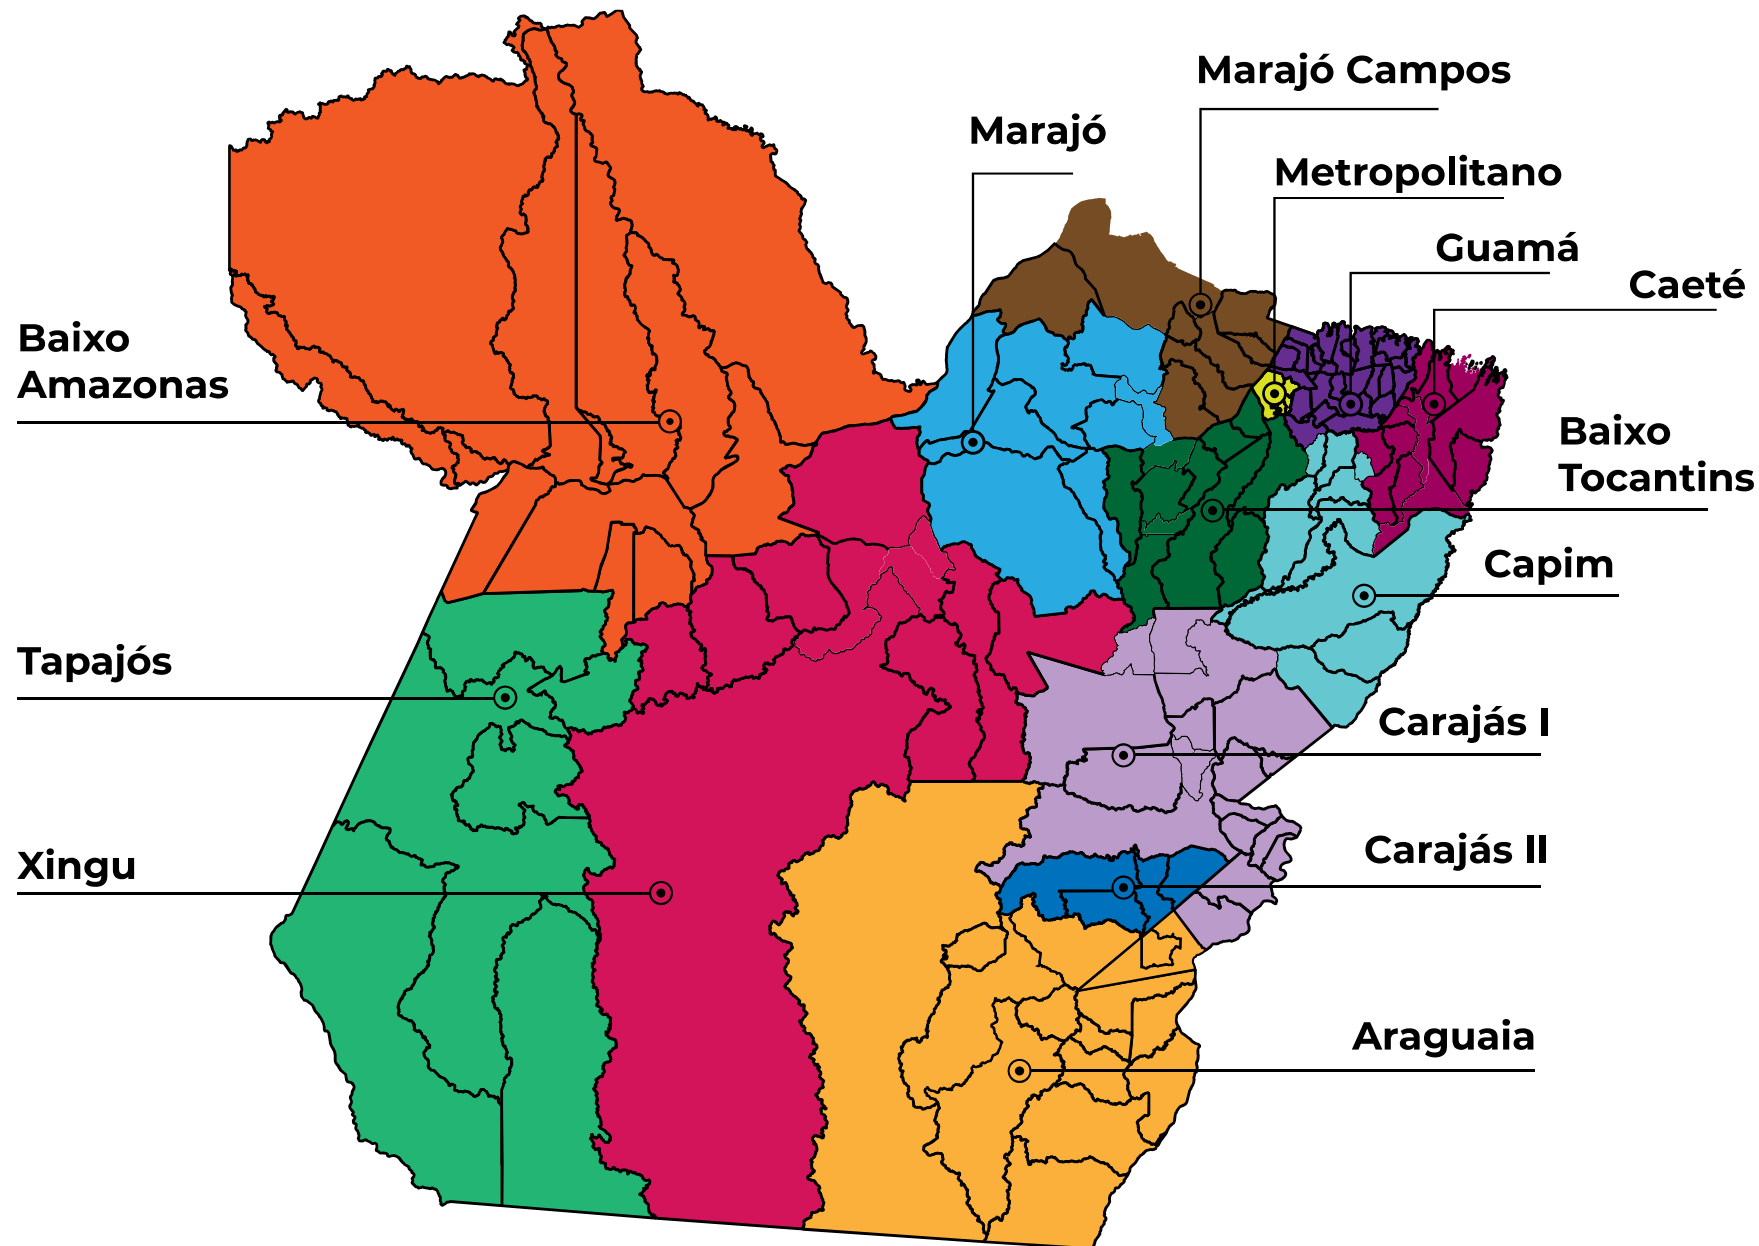 Marajó Campos
Marajó
Metropolitano
Guamá
Caeté
Baixo
Amazonas
Baixo
Tocantins
Capim
Tapajós
Carajás I
Carajás II
Xingu
Araguaia